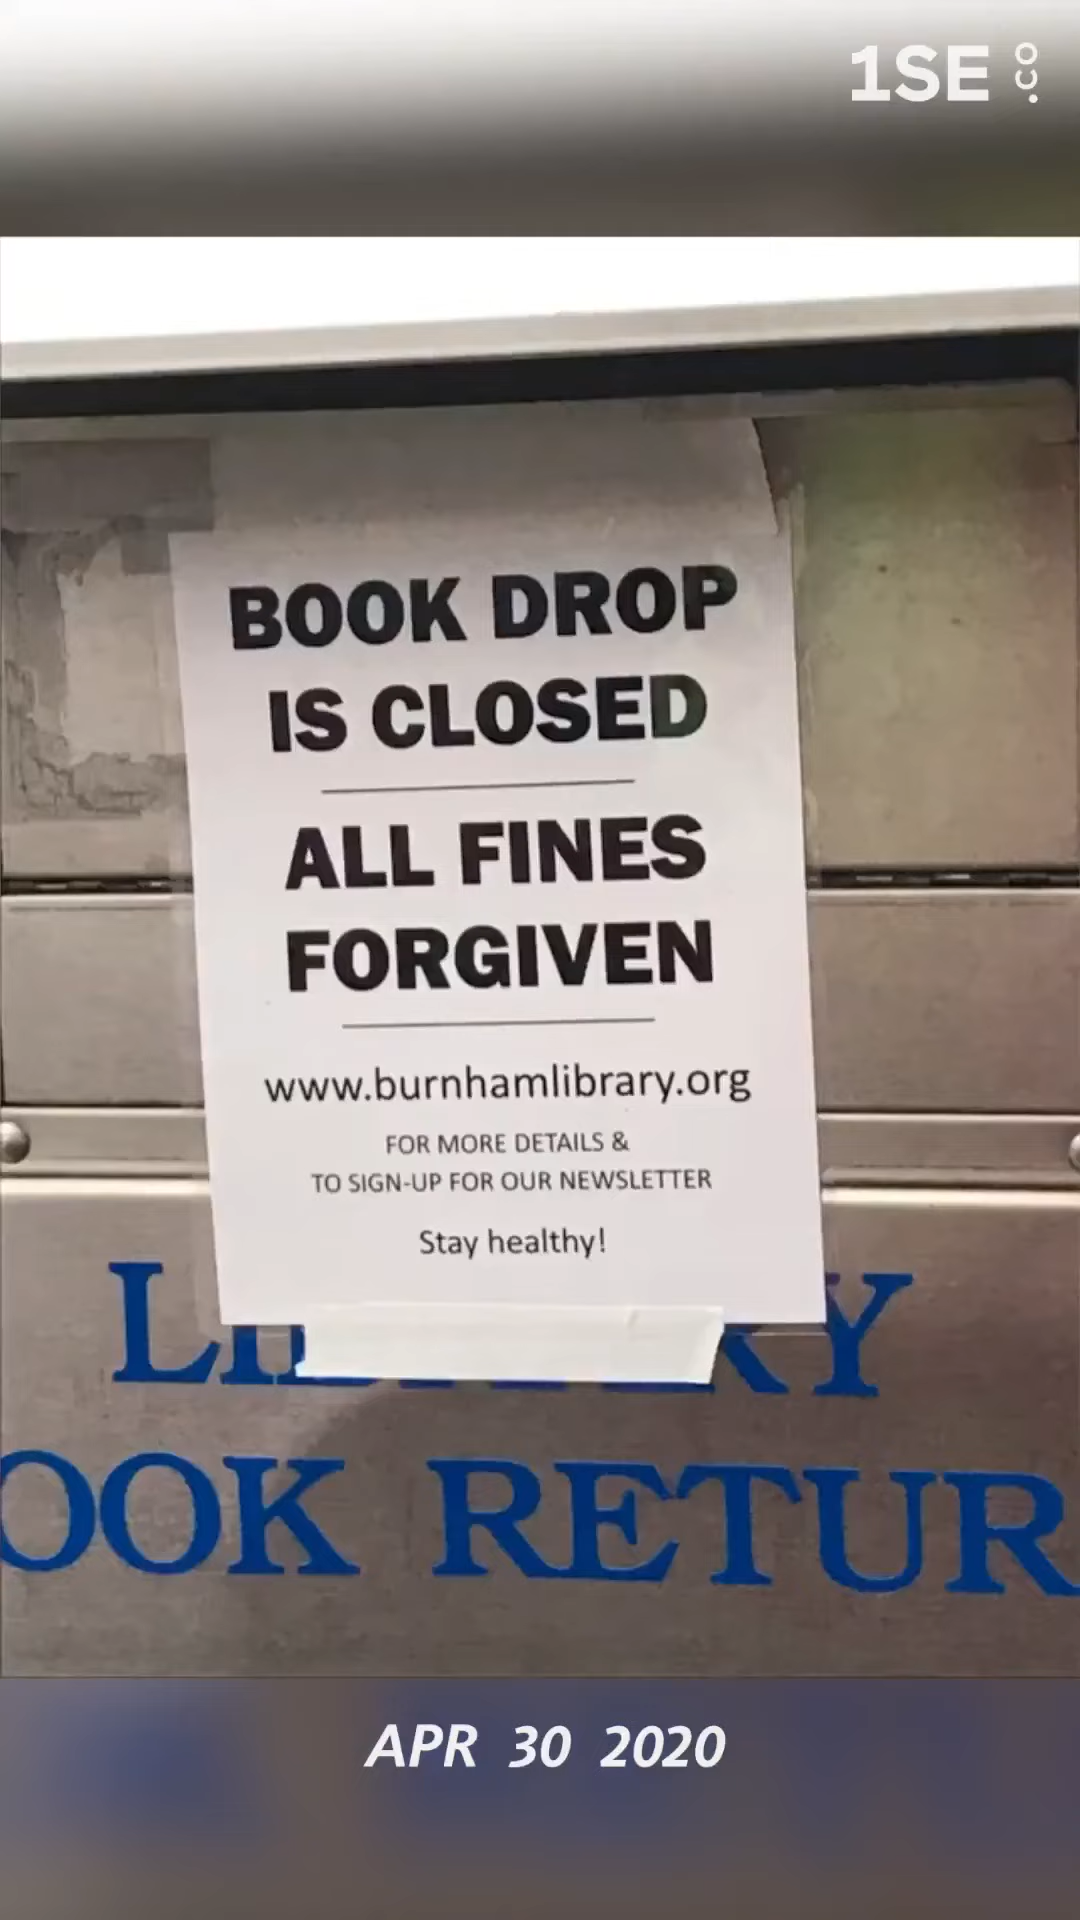 1SE .CO
BOOK DROP
IS CLOSED
ALL FINES
FORGIVEN
www.burnhamlibrary.org
FOR MORE DETAILS &
TO SIGN-UP FOR OUR NEWSLETTER
Stay healthy!
OOK RETUR
APR 30 2020